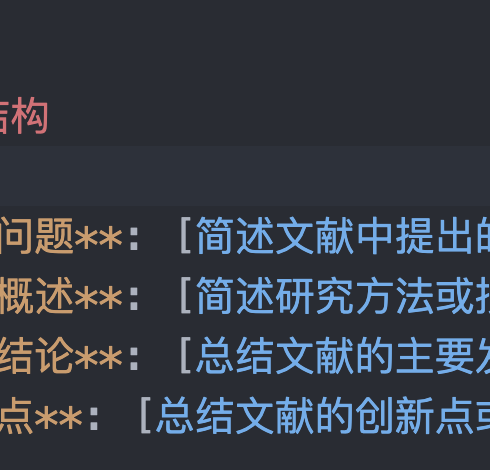 结构
问题**: [简述文献中提出的
概述**: [简述研究方法或技
结论**: [总结文献的主要发
点**: [总结文献的创新点或